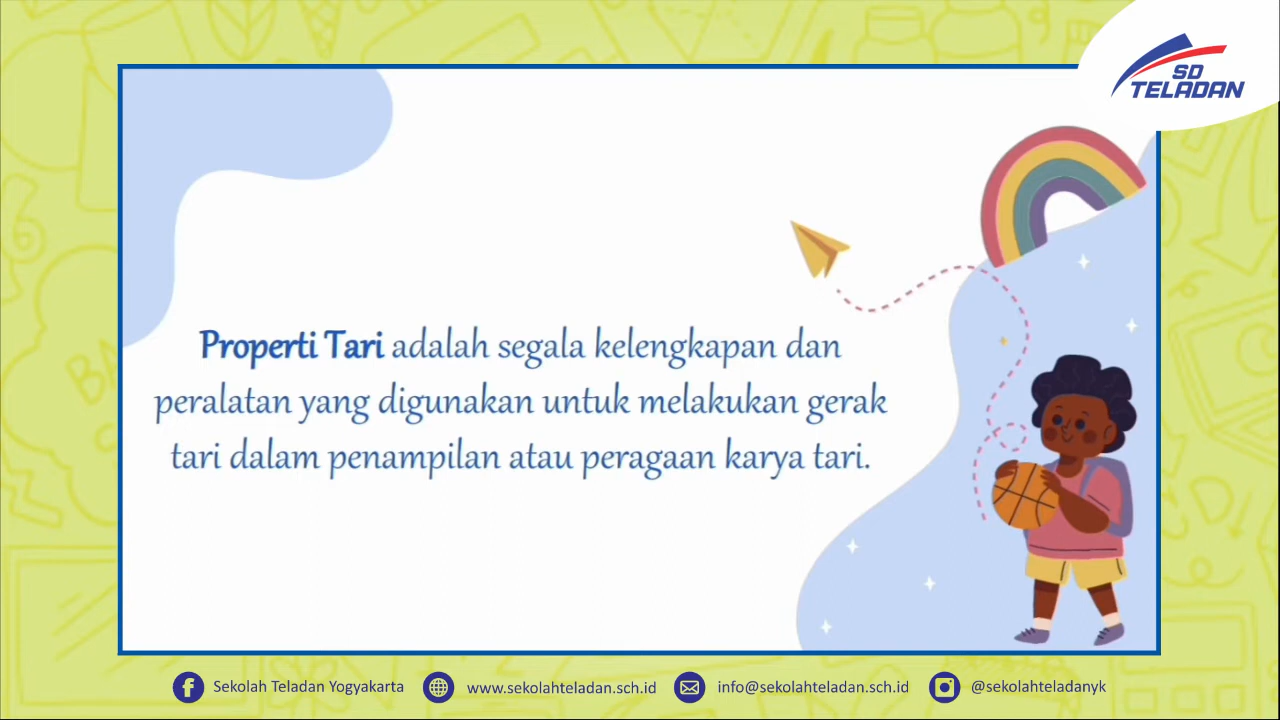 SD
TELADAN
Properti Tari adalah segala kelengkapan dan
peralatan yang digunakan untuk melakukan gerak
tari dalam penampilan atau peragaan karya tari.
Sekolah Teladan Yogyakarta
www.sekolahteladan.sch.id
info@sekolahteladan.sch.id
@sekolahteladanyk